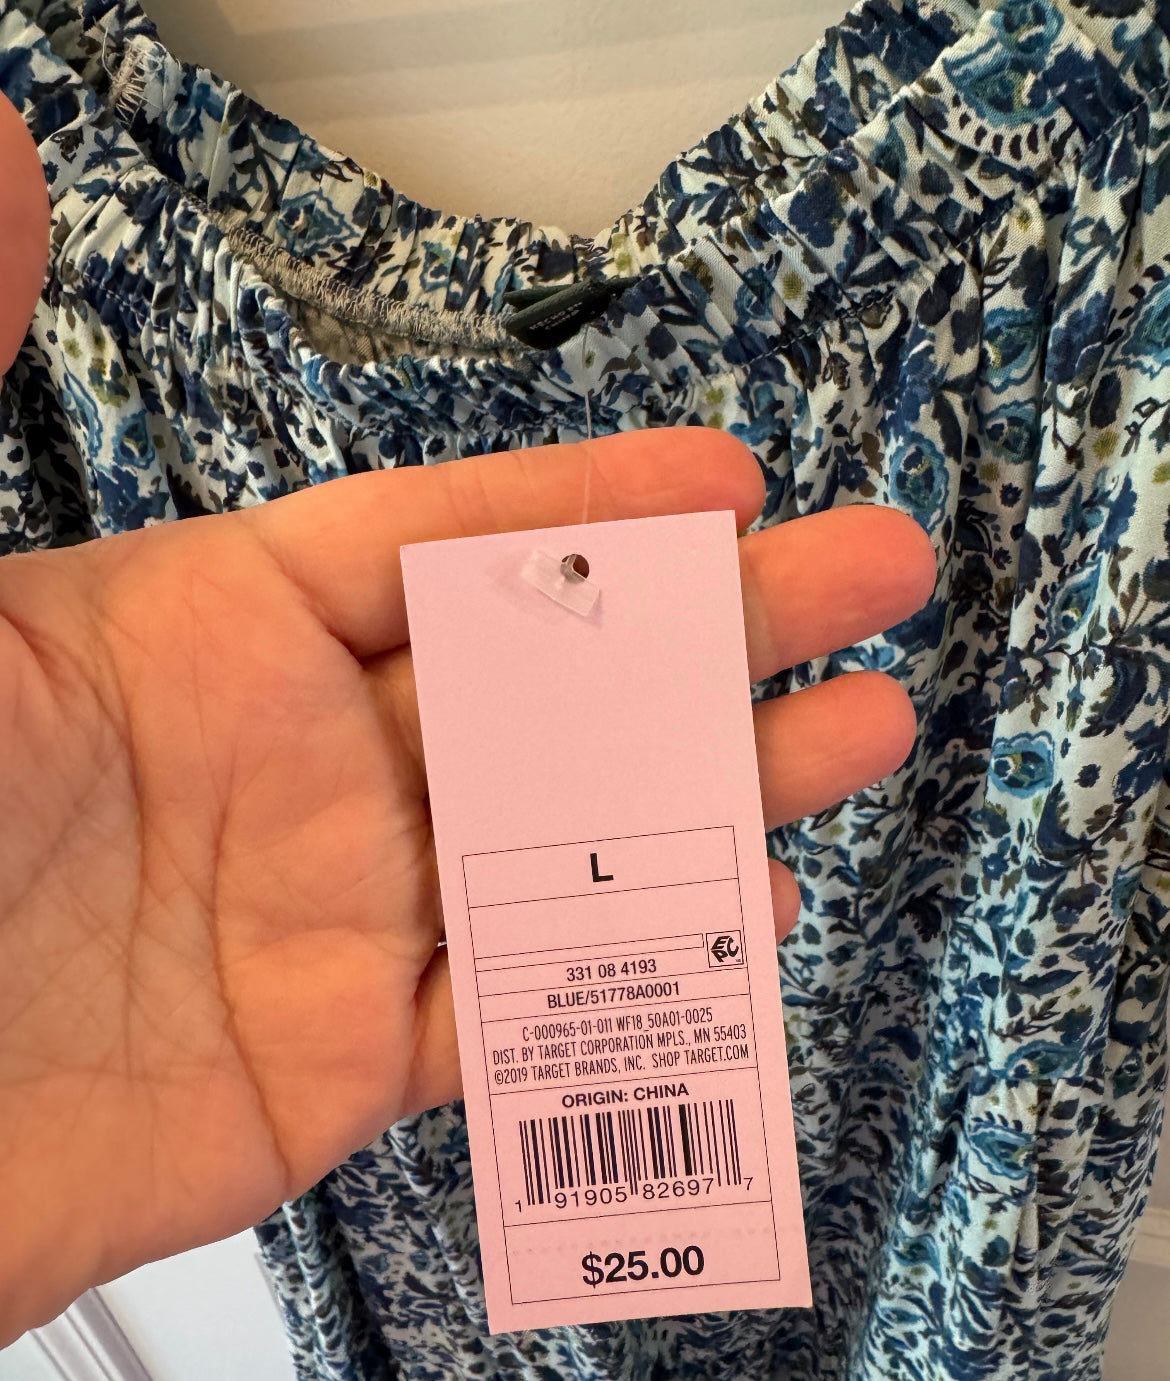 L
EPC
331 08 4193
BLUE/51778A0001
C-000965-01-011 WF18_50A01-0025
DIST. BY TARGET CORPORATION MPLS., MN 55403
©2019 TARGET BRANDS, INC. SHOP TARGET.COM
ORIGIN: CHINA
1 91905 82697 7
$25.00